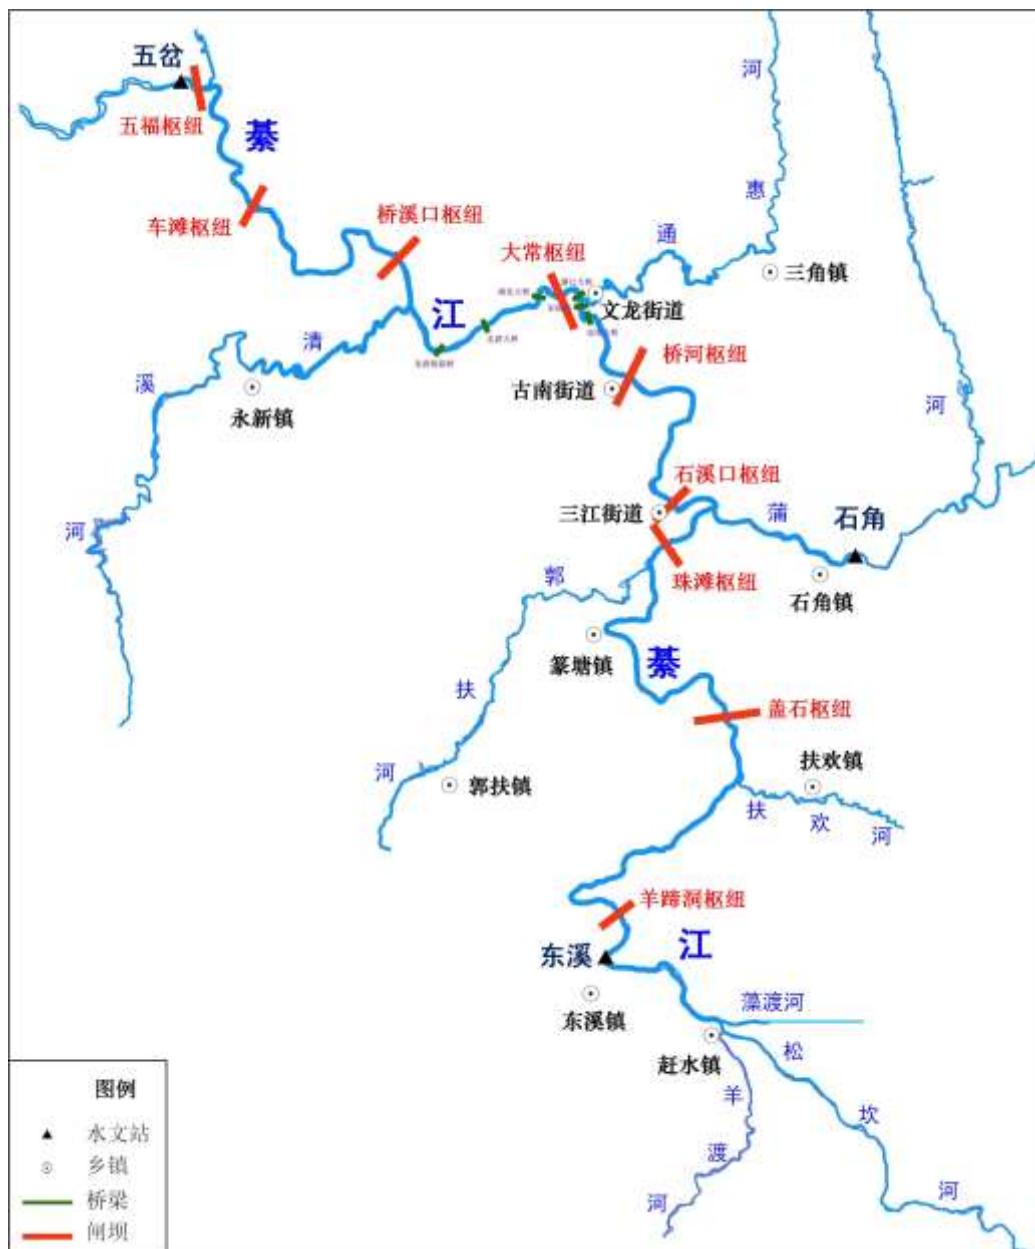 五岔
五福枢纽
綦
车滩枢纽
桥溪口枢纽
大常枢纽
通
惠
河
三角镇
文龙街道
江
清
溪
河
永新镇
桥河枢纽
古南街道
石溪口枢纽
三江街道
蒲
河
石角
石角镇
珠滩枢纽
郭
扶
河
篆塘镇
綦
盖石枢纽
扶欢镇
扶
欢
河
郭扶镇
羊蹄洞枢纽
东溪
江
东溪镇
藻渡河
赶水镇
松
坎
河
羊
渡
河
图例
水文站
乡镇
桥梁
闸坝